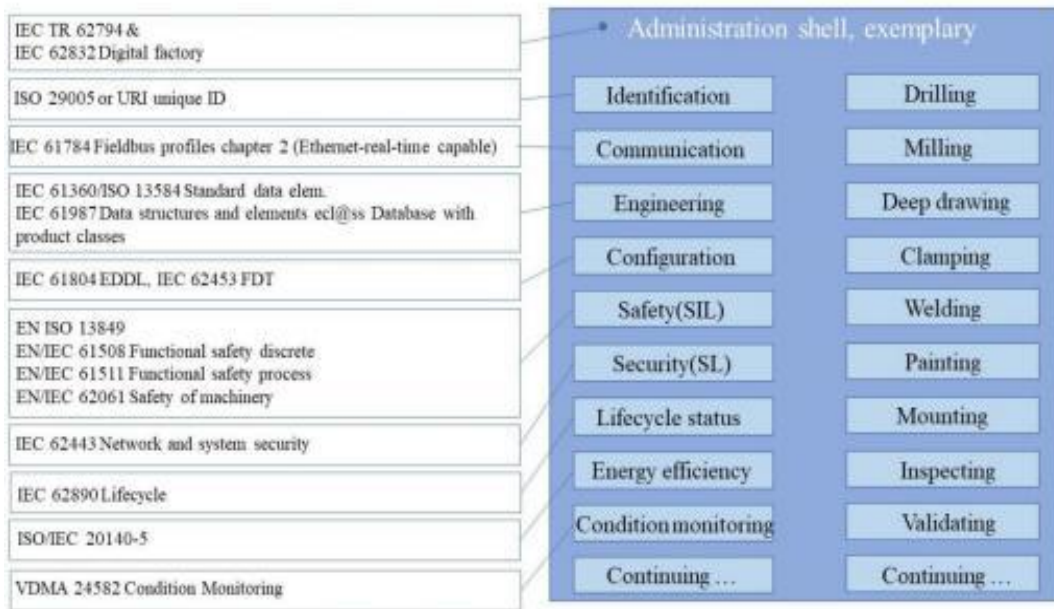 IEC TR 62794 &
IEC 62832 Digital factory
ISO 29005 or URI unique ID
IEC 61784 Fieldbus profiles chapter 2 (Ethernet-real-time capable)
IEC 61360/ISO 13584 Standard data elem.
IEC 61987 Data structures and elements ecl@ss Database with
product classes
IEC 61804 EDDL, IEC 62453 FDT
EN ISO 13849
EN/IEC 61508 Functional safety discrete
EN/IEC 61511 Functional safety process
EN/IEC 62061 Safety of machinery
IEC 62443 Network and system security
IEC 62890 Lifecycle
ISO/IEC 20140-5
VDMA 24582 Condition Monitoring
• Administration shell, exemplary
Identification
Communication
Engineering
Configuration
Safety(SIL)
Security(SL)
Lifecycle status
Energy efficiency
Condition monitoring
Continuing ...
Drilling
Milling
Deep drawing
Clamping
Welding
Painting
Mounting
Inspecting
Validating
Continuing ...